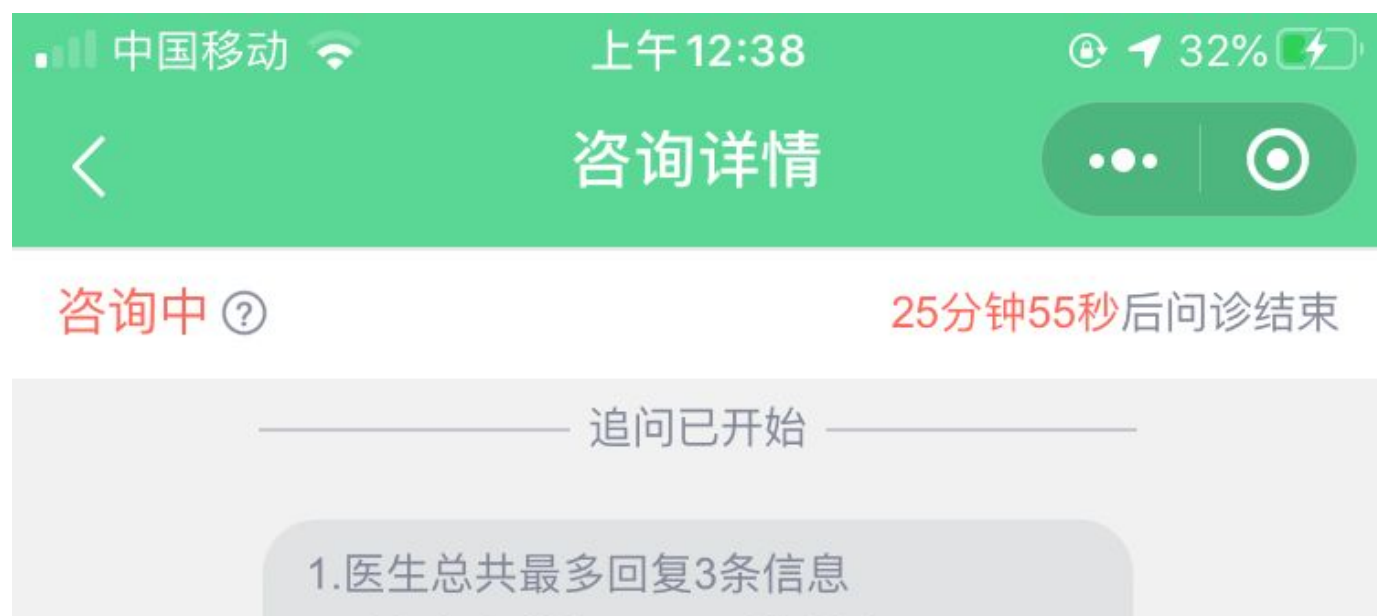 中国移动 上午12:38 32%
咨询详情
咨询中 25分钟55秒后问诊结束
追问已开始
1.医生总共最多回复3条信息